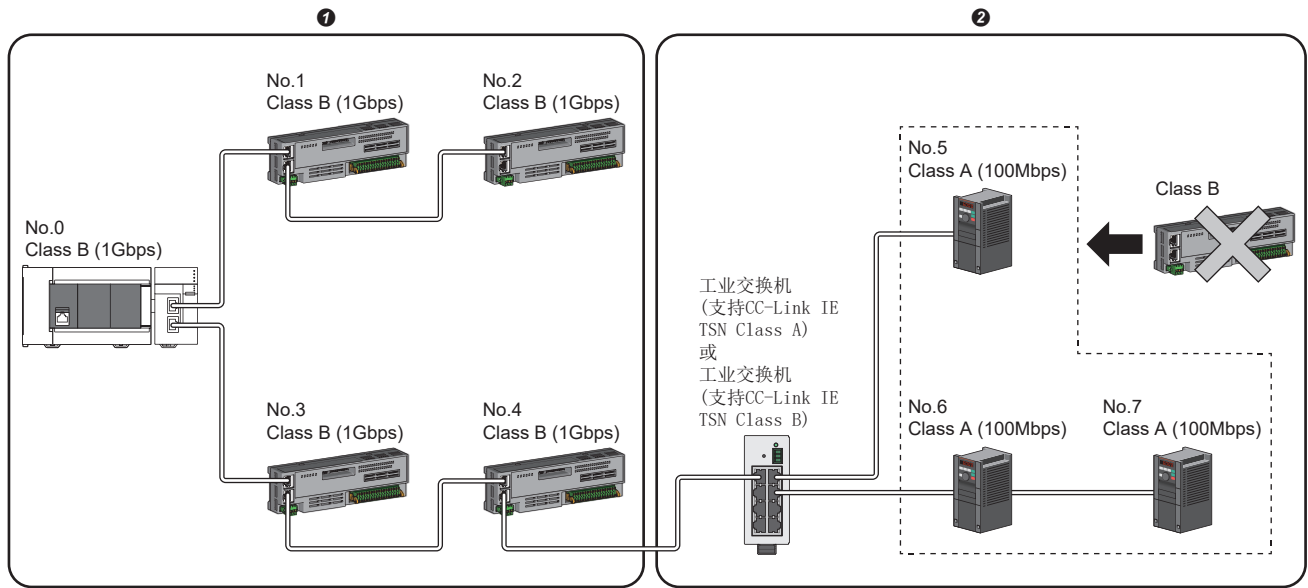 ❶
❷
No.1
Class B (1Gbps)
No.2
Class B (1Gbps)
No.0
Class B (1Gbps)
No.3
Class B (1Gbps)
No.4
Class B (1Gbps)
工业交换机
(支持CC-Link IE
TSN Class A)
或
工业交换机
(支持CC-Link IE
TSN Class B)
No.5
Class A (100Mbps)
Class B
No.6
Class A (100Mbps)
No.7
Class A (100Mbps)